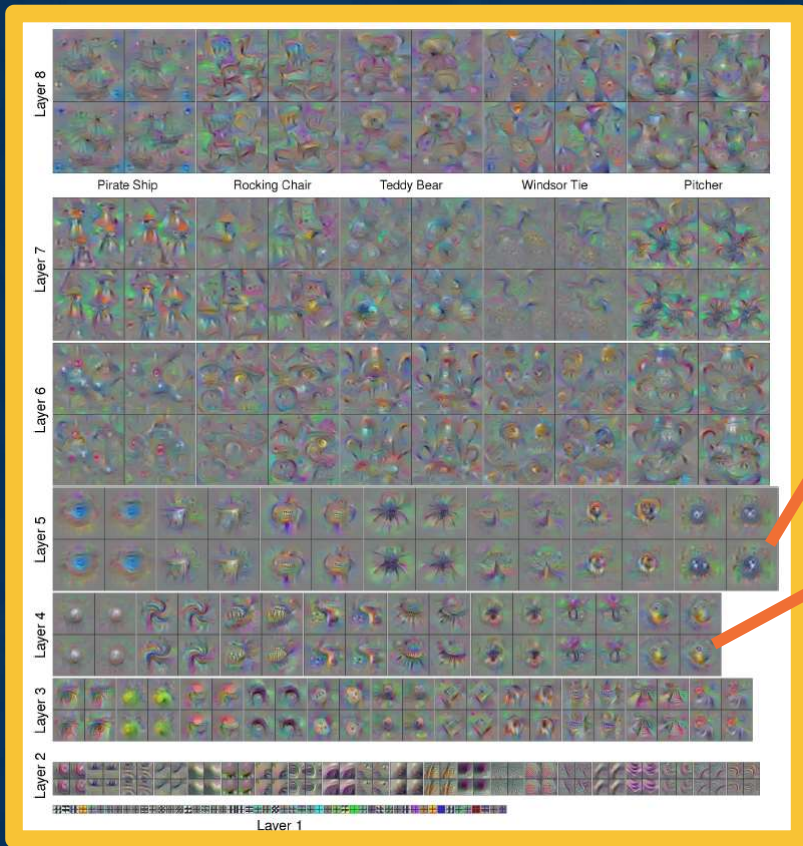 Layer 8
Pirate Ship Rocking Chair Teddy Bear Windsor Tie Pitcher
Layer 7
Layer 6
Layer 5
Layer 4
Layer 3
Layer 2
Layer 1